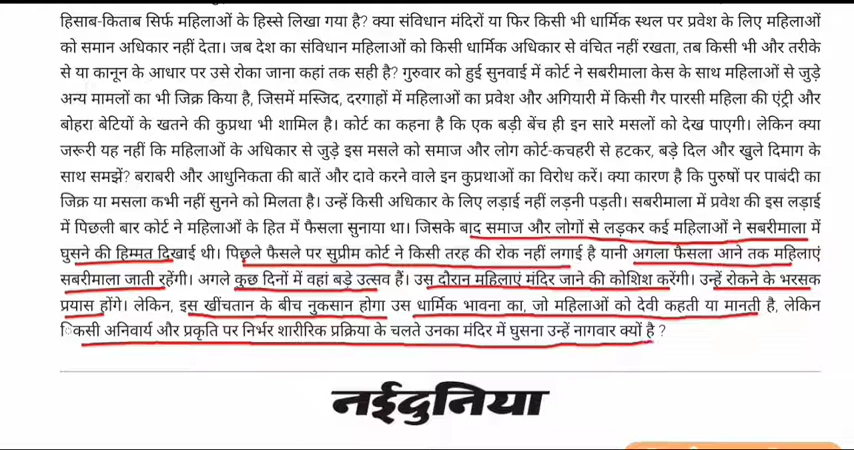 हिसाब-किताब सिर्फ महिलाओं के हिस्से लिखा गया है? क्या संविधान मंदिरों या फिर किसी भी धार्मिक स्थल पर प्रवेश के लिए महिलाओं
को समान अधिकार नहीं देता। जब देश का संविधान महिलाओं को किसी धार्मिक अधिकार से वंचित नहीं रखता, तब किसी भी और तरीके
से या कानून के आधार पर उसे रोका जाना कहां तक सही है? गुरुवार को हुई सुनवाई में कोर्ट ने सबरीमाला केस के साथ महिलाओं से जुड़े
अन्य मामलों का भी जिक्र किया है, जिसमें मस्जिद, दरगाहों में महिलाओं का प्रवेश और अगियारी में किसी गैर पारसी महिला की एंट्री और
बोहरा बेटियों के खतने की कुप्रथा भी शामिल है। कोर्ट का कहना है कि एक बड़ी बेंच ही इन सारे मसलों को देख पाएगी। लेकिन क्या
जरूरी यह नहीं कि महिलाओं के अधिकार से जुड़े इस मसले को समाज और लोग कोर्ट-कचहरी से हटकर, बड़े दिल और खुले दिमाग के
साथ समझें? बराबरी और आधुनिकता की बातें और दावे करने वाले इन कुप्रथाओं का विरोध करें। क्या कारण है कि पुरुषों पर पाबंदी का
जिक्र या मसला कभी नहीं सुनने को मिलता है। उन्हें किसी अधिकार के लिए लड़ाई नहीं लड़नी पड़ती। सबरीमाला में प्रवेश की इस लड़ाई
में पिछली बार कोर्ट ने महिलाओं के हित में फैसला सुनाया था। जिसके बाद समाज और लोगों से लड़कर कई महिलाओं ने सबरीमाला में
घुसने की हिम्मत दिखाई थी। पिछले फैसले पर सुप्रीम कोर्ट ने किसी तरह की रोक नहीं लगाई है यानी अगला फैसला आने तक महिलाएं
सबरीमाला जाती रहेंगी। अगले कुछ दिनों में वहां बड़े उत्सव हैं। उस दौरान महिलाएं मंदिर जाने की कोशिश करेंगी। उन्हें रोकने के भरसक
प्रयास होंगे। लेकिन, इस खींचतान के बीच नुकसान होगा उस धार्मिक भावना का, जो महिलाओं को देवी कहती या मानती है, लेकिन
िकसी अनिवार्य और प्रकृति पर निर्भर शारीरिक प्रक्रिया के चलते उनका मंदिर में घुसना उन्हें नागवार क्यों है ?
नईदुनिया